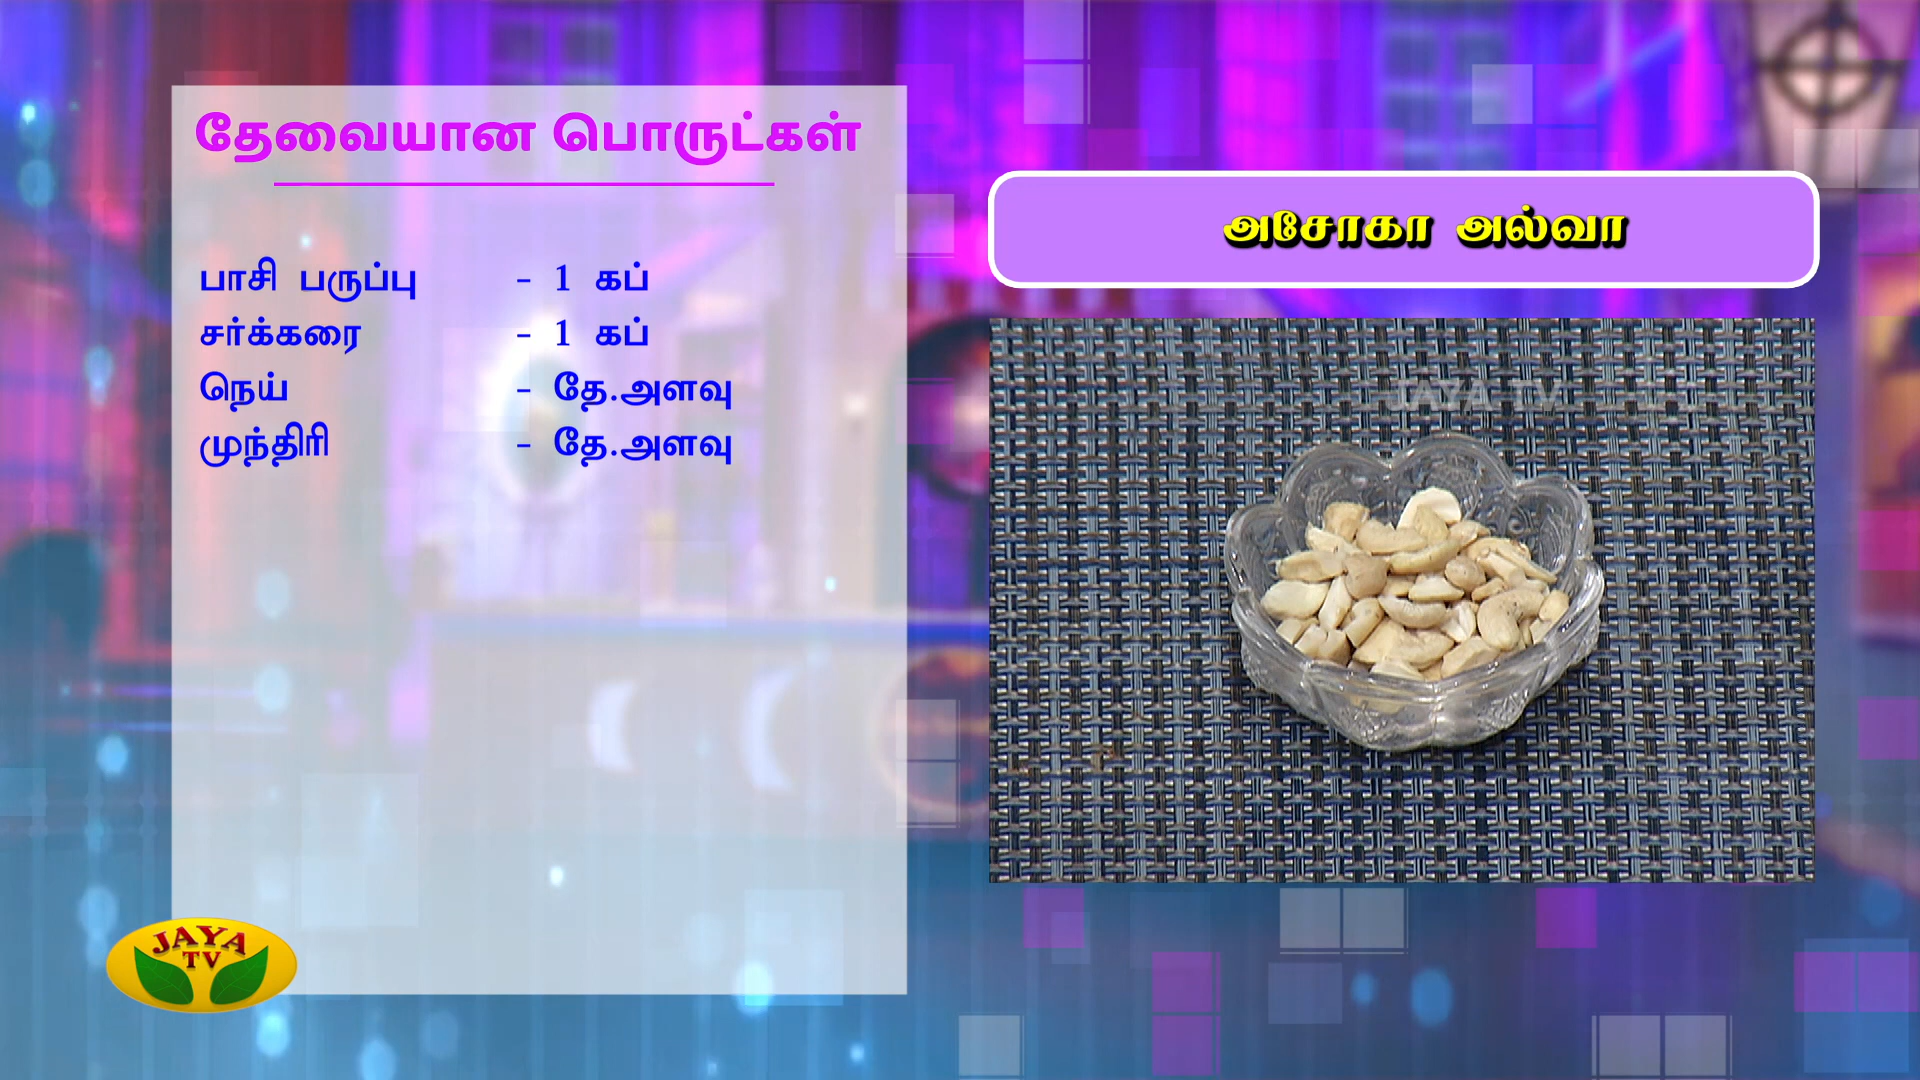 தேவையான பொருட்கள்
அசோகா அல்வா
பாசி பருப்பு - 1 கப்
சர்க்கரை - 1 கப்
நெய் - தே.அளவு
முந்திரி - தே.அளவு
JAYA TV
JAYA
TV